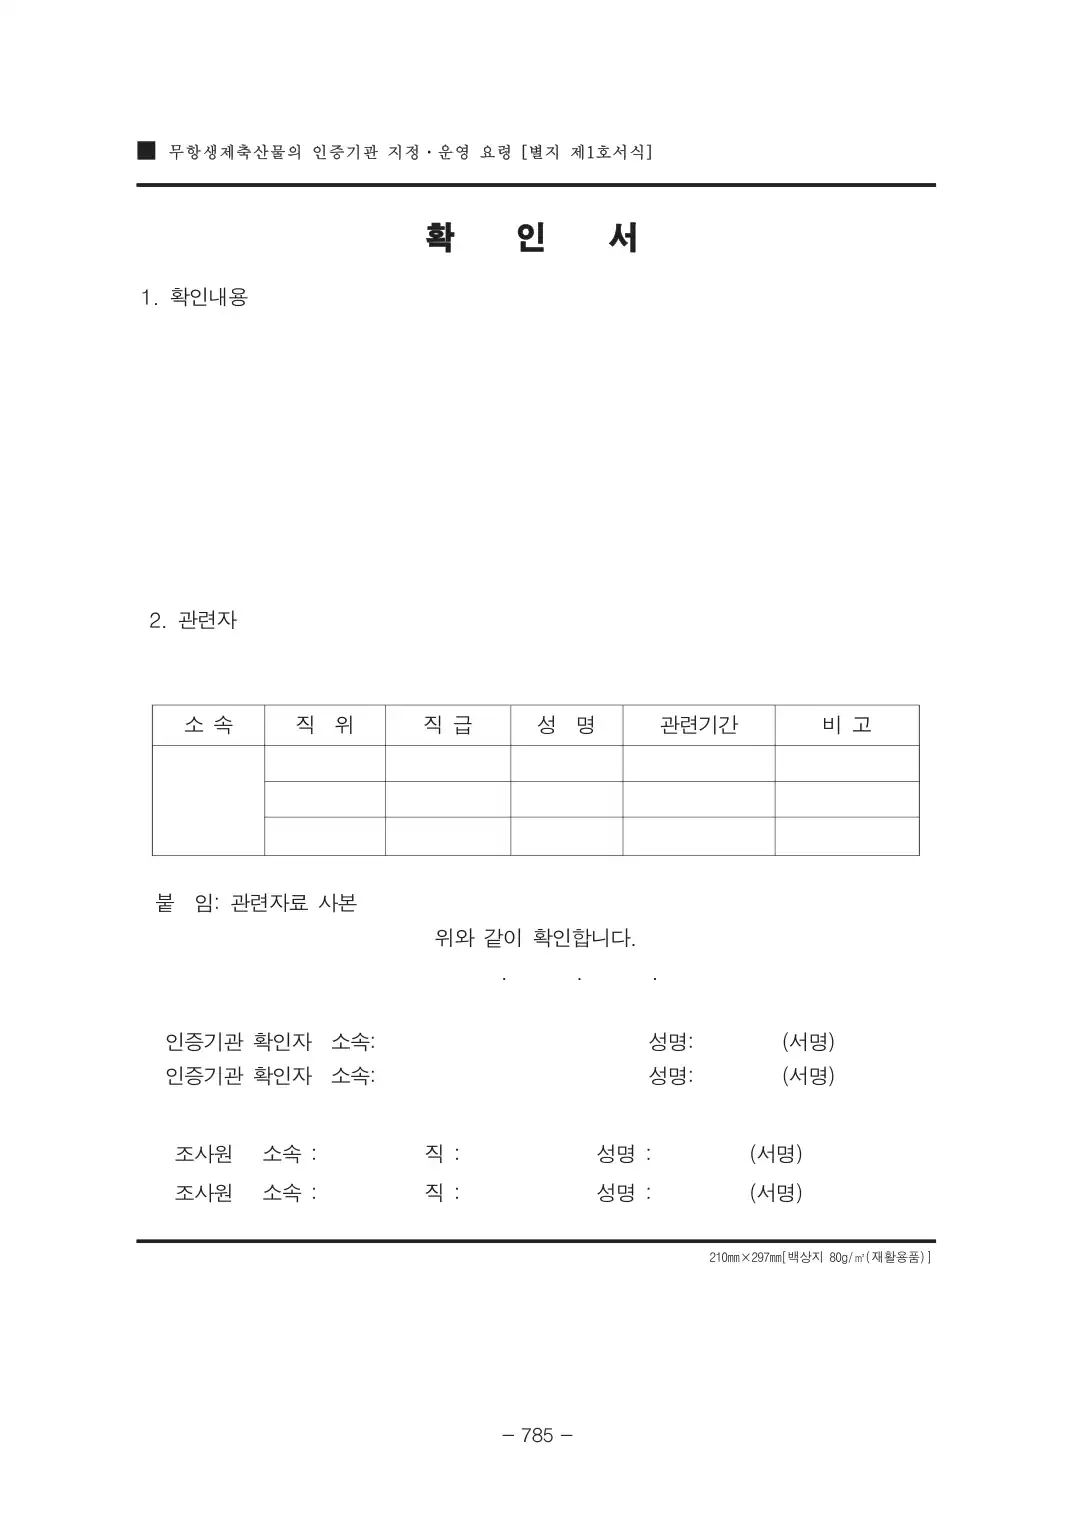 ■ 무항생제축산물의 인증기관 지정·운영 요령 [별지 제1호서식]
확 인 서
1. 확인내용
2. 관련자
소 속 직 위 직 급 성 명 관련기간 비 고
붙 임: 관련자료 사본
위와 같이 확인합니다.
. . .
인증기관 확인자 소속: 성명: (서명)
인증기관 확인자 소속: 성명: (서명)
조사원 소속 : 직 : 성명 : (서명)
조사원 소속 : 직 : 성명 : (서명)
210㎜×297㎜[백상지 80g/㎡(재활용품)]
- 785 -